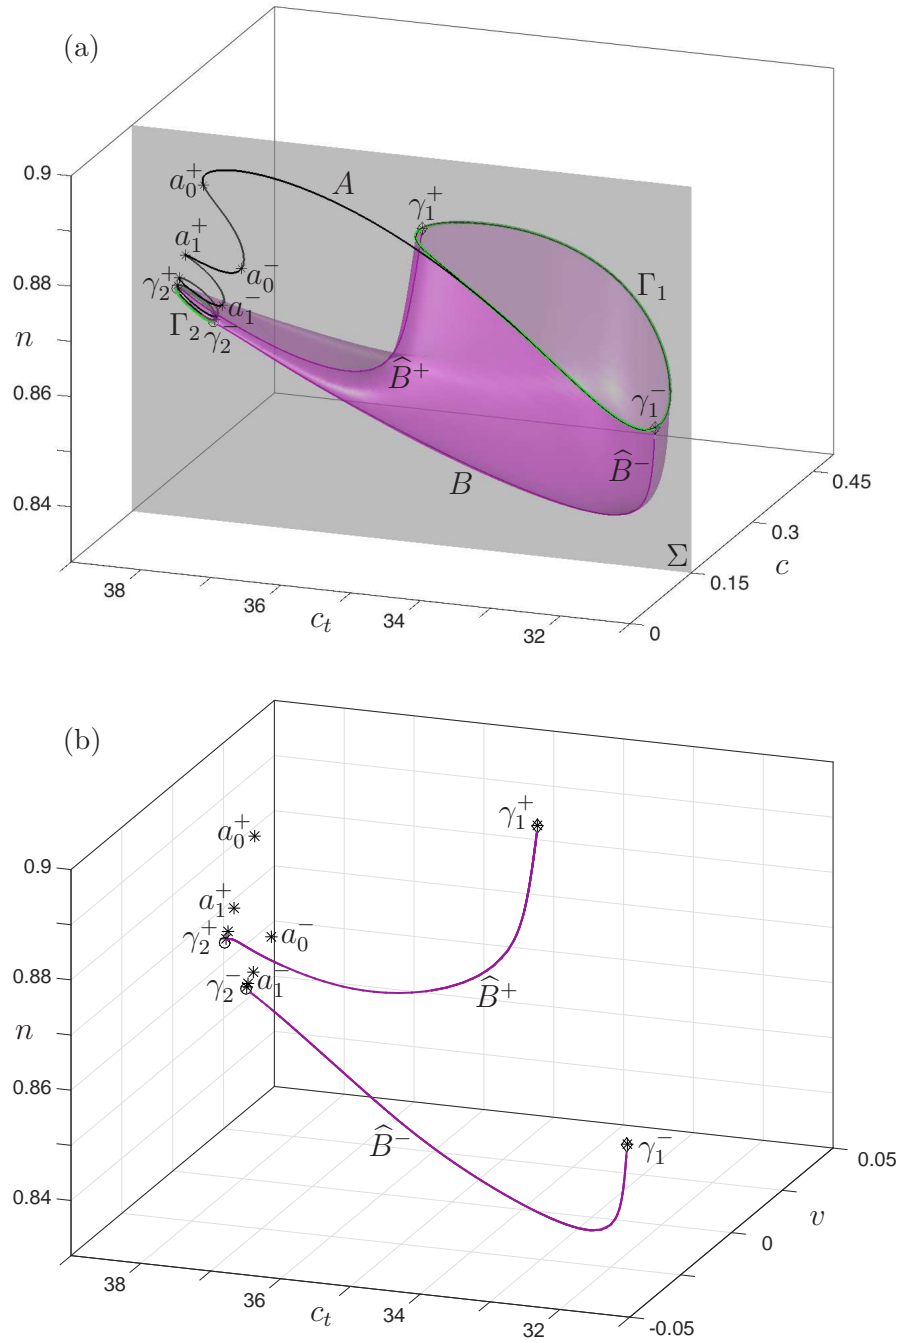 (a)
0.9
0.88
n
0.86
0.84
a_0^+
A
γ_1^+
a_1^+
γ_2^+
a_0^-
a_1^-
Γ_1
Γ_2
γ_2^-
B̂^+
γ_1^-
B̂^-
B
Σ
0.45
0.3
0.15
c
0
38
36
c_t
34
32
(b)
0.9
0.88
n
0.86
0.84
γ_1^+
a_0^+
a_1^+
γ_2^+
a_0^-
γ_2^-
a_1^-
B̂^+
B̂^-
γ_1^-
0.05
v
0
-0.05
38
36
c_t
34
32